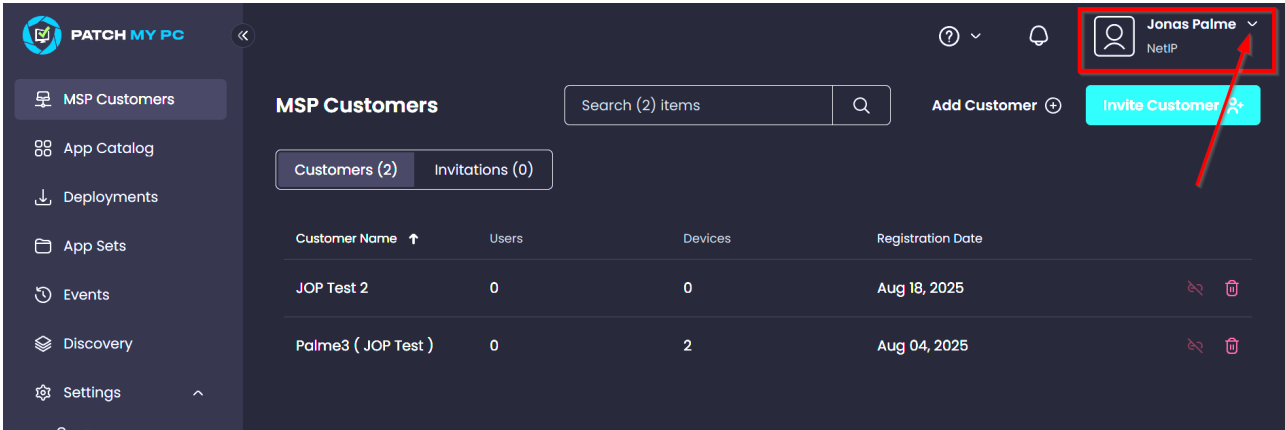 PATCH MY PC
Jonas Palme
NetIP
MSP Customers
App Catalog
Deployments
App Sets
Events
Discovery
Settings
MSP Customers
Search (2) items
Add Customer
Invite Customer
Customers (2)
Invitations (0)
Customer Name Users Devices Registration Date
JOP Test 2 0 0 Aug 18, 2025
Palme3 ( JOP Test ) 0 2 Aug 04, 2025